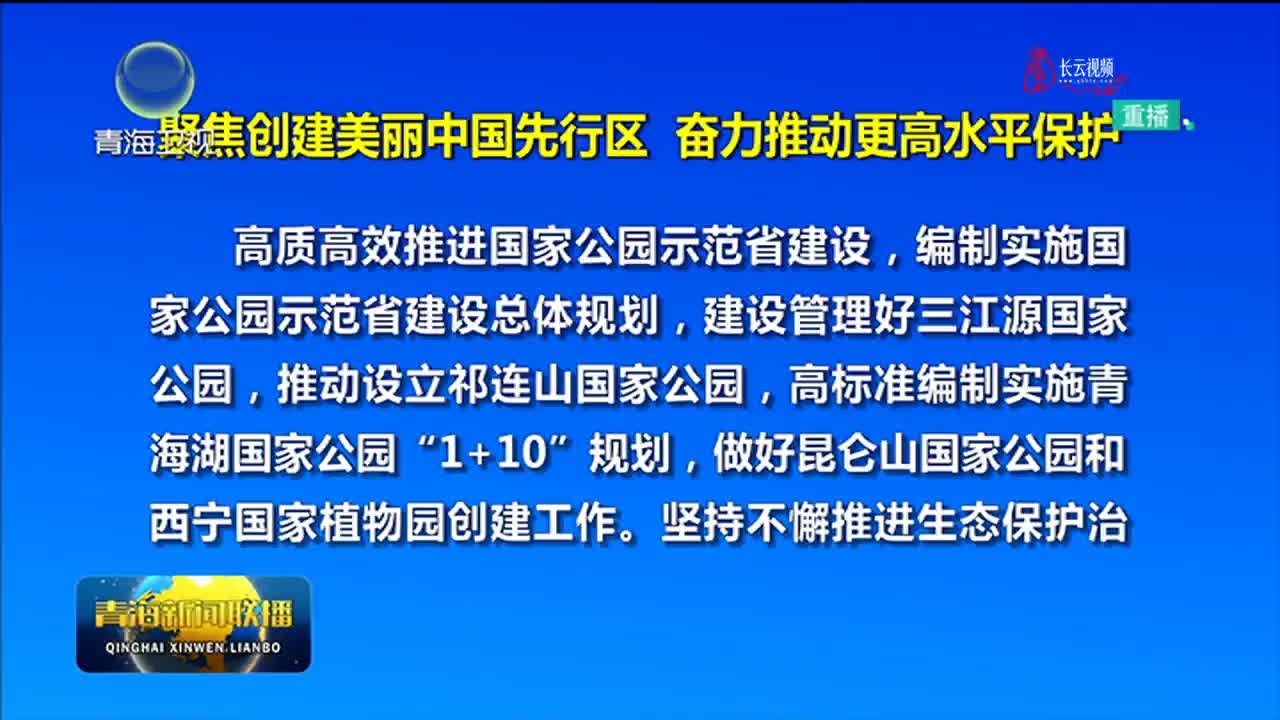 长云视频
重播
青海卫视
聚焦创建美丽中国先行区 奋力推动更高水平保护
高质高效推进国家公园示范省建设，编制实施国
家公园示范省建设总体规划，建设管理好三江源国家
公园，推动设立祁连山国家公园，高标准编制实施青
海湖国家公园“1+10”规划，做好昆仑山国家公园和
西宁国家植物园创建工作。坚持不懈推进生态保护治
青海新闻联播
QINGHAI XINWEN LIANBO